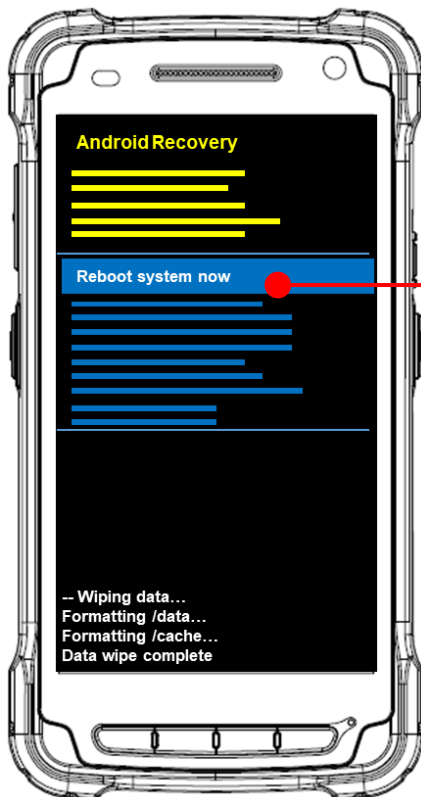 Android Recovery
Reboot system now
-- Wiping data...
Formatting /data...
Formatting /cache...
Data wipe complete